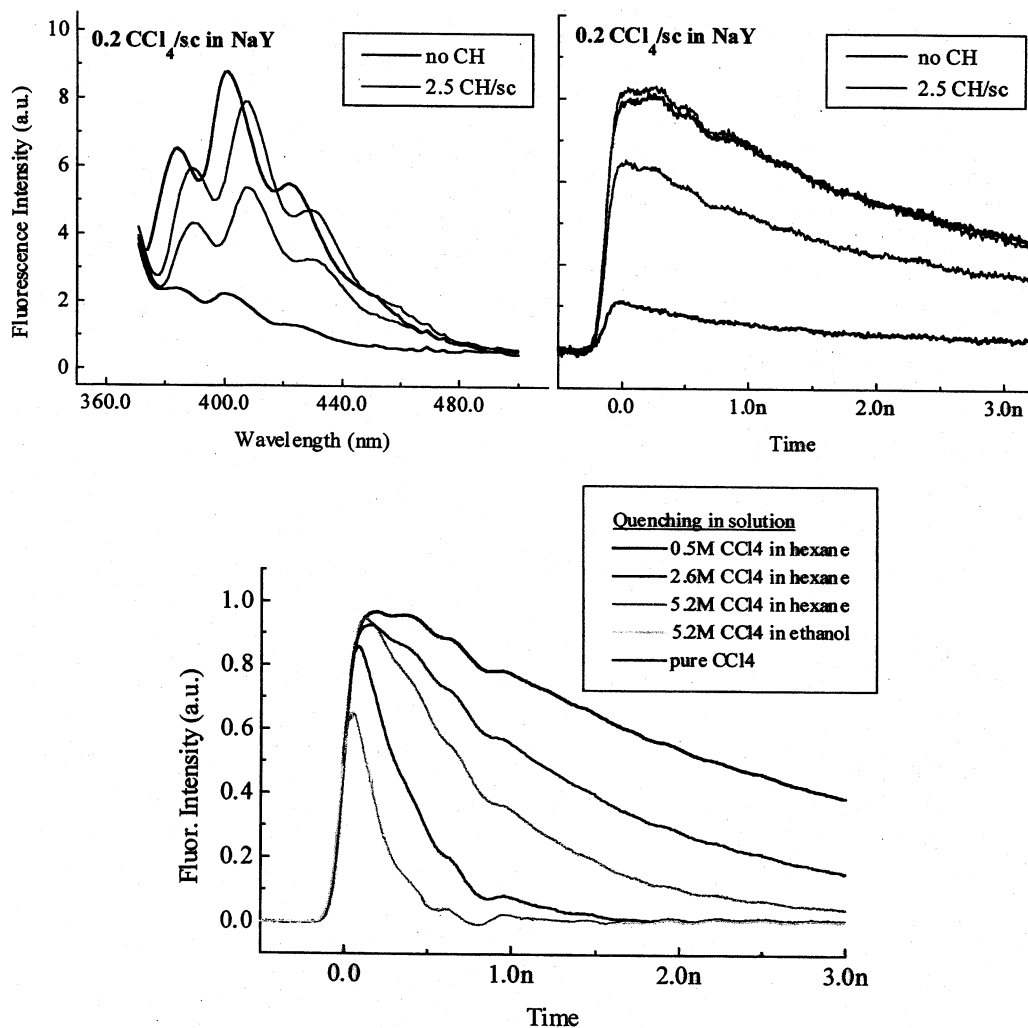 0.2 CCl4/sc in NaY
no CH
2.5 CH/sc
10
8
6
4
2
0
Fluorescence Intensity (a.u.)
360.0
400.0
440.0
480.0
Wavelength (nm)
0.2 CCl4/sc in NaY
no CH
2.5 CH/sc
0.0
1.0n
2.0n
3.0n
Time
Quenching in solution
0.5M CCl4 in hexane
2.6M CCl4 in hexane
5.2M CCl4 in hexane
5.2M CCl4 in ethanol
pure CCl4
1.0
0.8
0.6
0.4
0.2
0.0
Fluor. Intensity (a.u.)
0.0
1.0n
2.0n
3.0n
Time